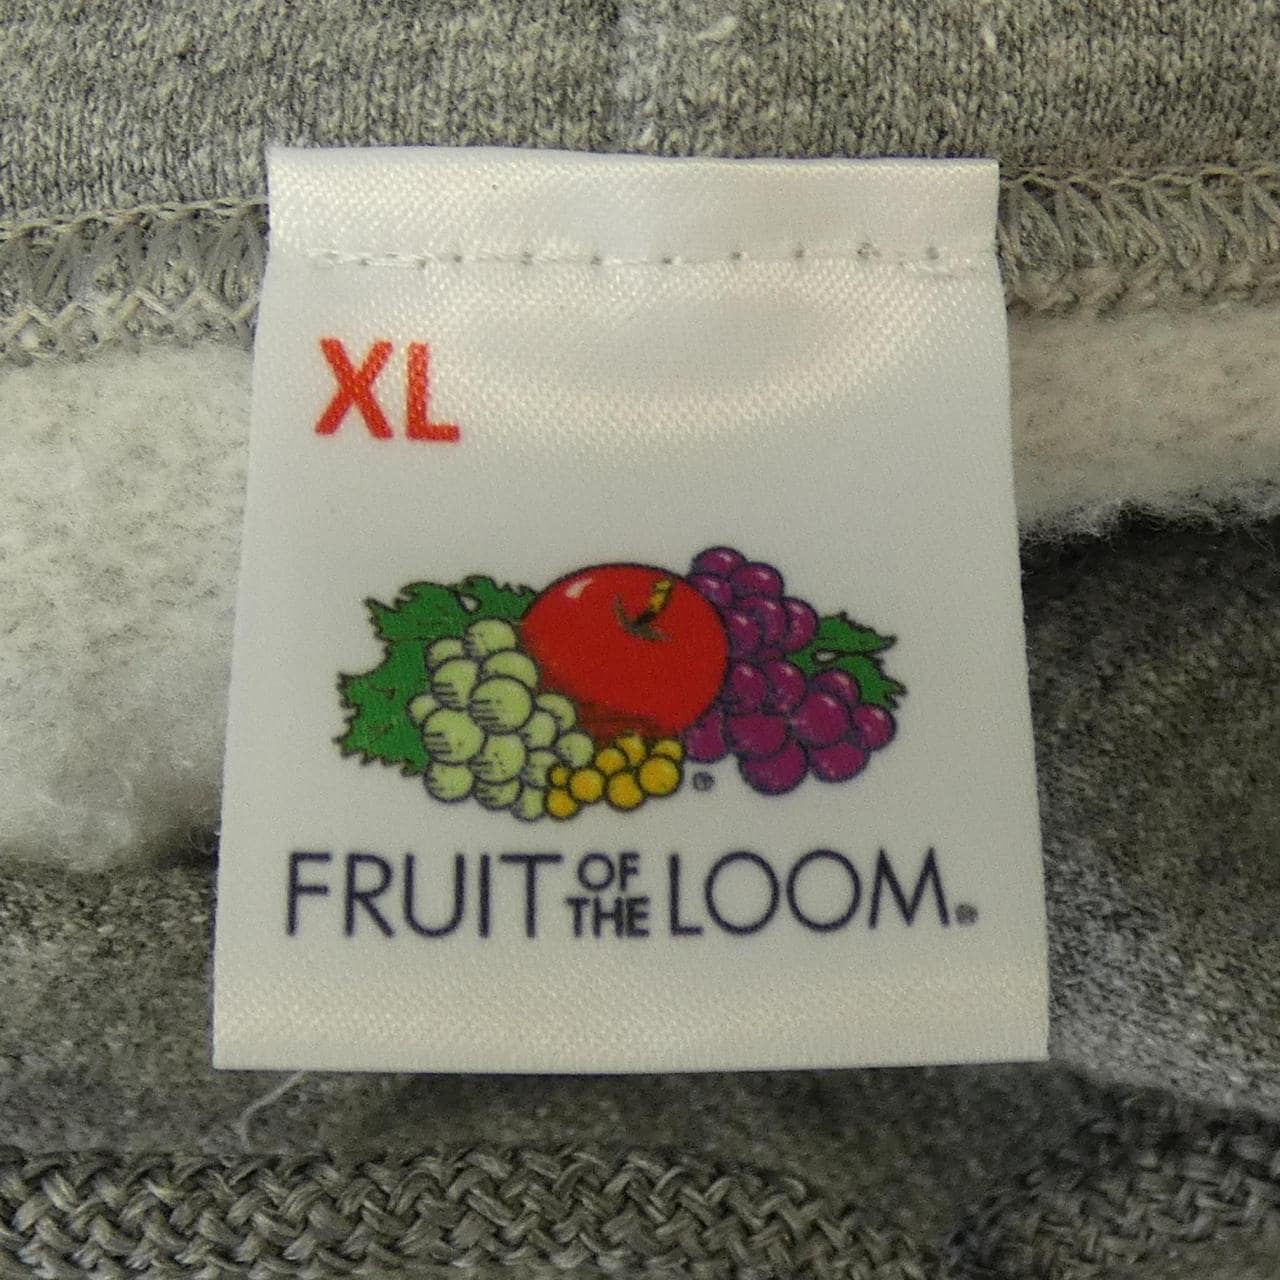 XL
®
FRUIT OF THE LOOM®